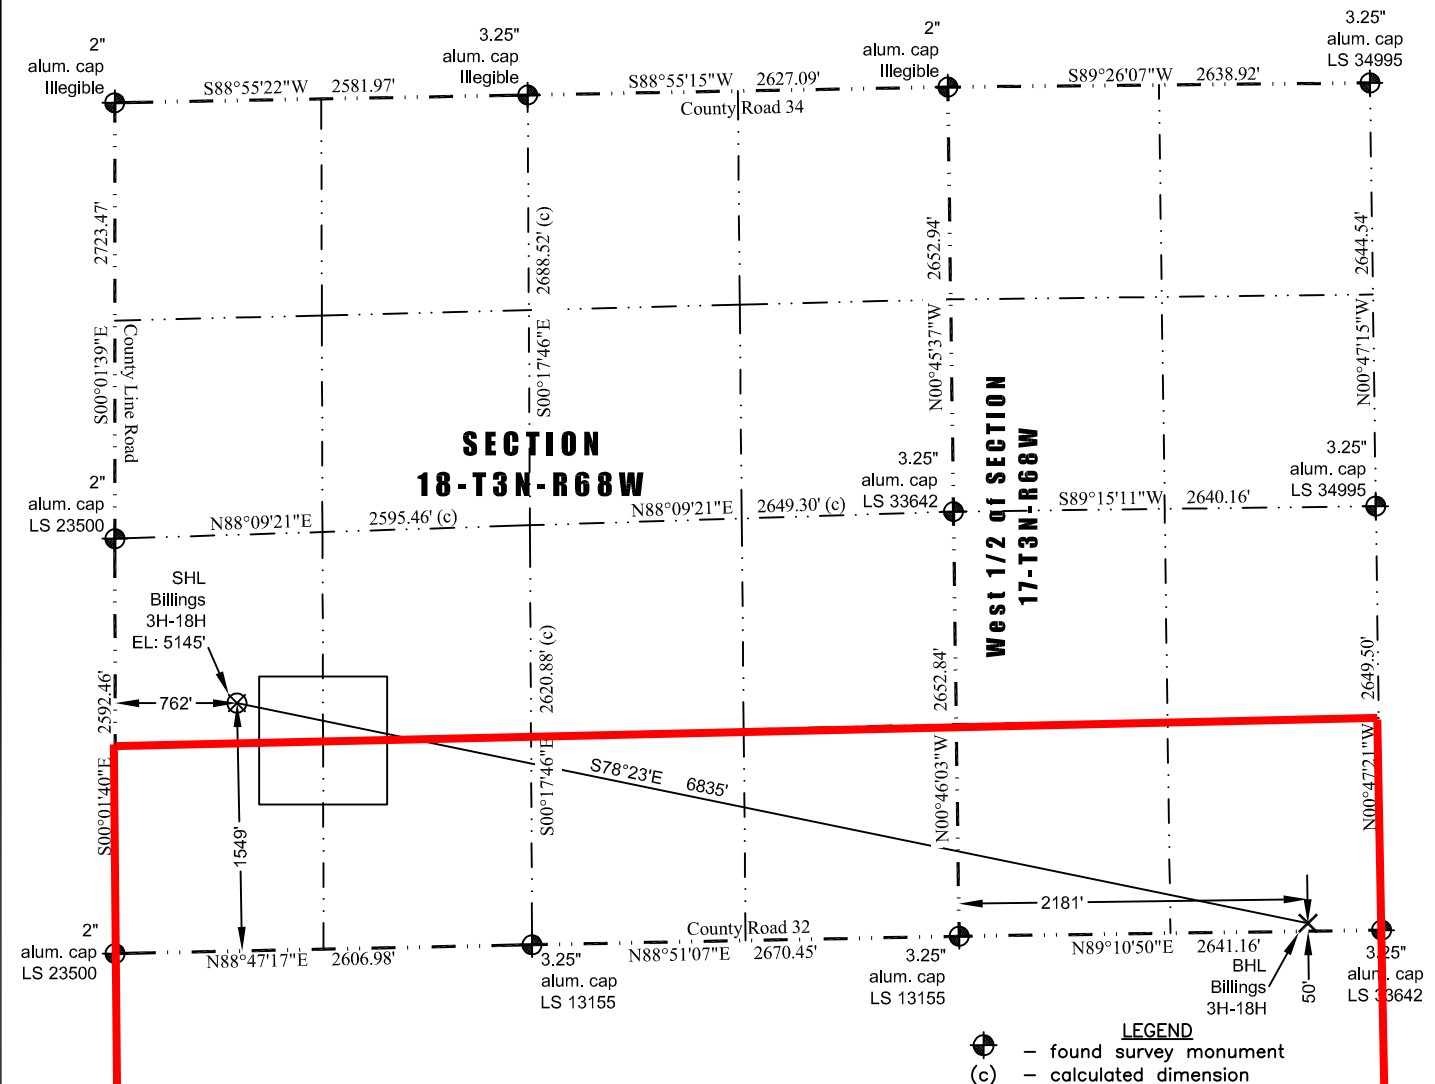 2"
alum. cap
Illegible
3.25"
alum. cap
Illegible
2"
alum. cap
Illegible
3.25"
alum. cap
LS 34995
S88°55'22"W 2581.97'
S88°55'15"W 2627.09'
S89°26'07"W 2638.92'
County Road 34
2723.47'
S00°01'39"E
County Line Road
2688.52' (c)
S00°17'46"E
2652.94'
N00°45'37"W
2644.54'
N00°47'15"W
SECTION
18-T3N-R68W
West 1/2 of SECTION
17-T3N-R68W
2"
alum. cap
LS 23500
3.25"
alum. cap
LS 33642
3.25"
alum. cap
LS 34995
N88°09'21"E 2595.46' (c)
N88°09'21"E 2649.30' (c)
S89°15'11"W 2640.16'
SHL
Billings
3H-18H
EL: 5145'
762'
1549'
2592.46'
S00°01'40"E
2620.88' (c)
S00°17'46"E
2652.84'
N00°46'03"W
2649.50'
N00°47'21"W
S78°23'E 6835'
2181'
County Road 32
2"
alum. cap
LS 23500
N88°47'17"E 2606.98'
3.25"
alum. cap
LS 13155
N88°51'07"E 2670.45'
3.25"
alum. cap
LS 13155
N89°10'50"E 2641.16'
BHL
Billings
3H-18H
50'
3.25"
alum. cap
LS 33642
LEGEND
– found survey monument
(c) – calculated dimension